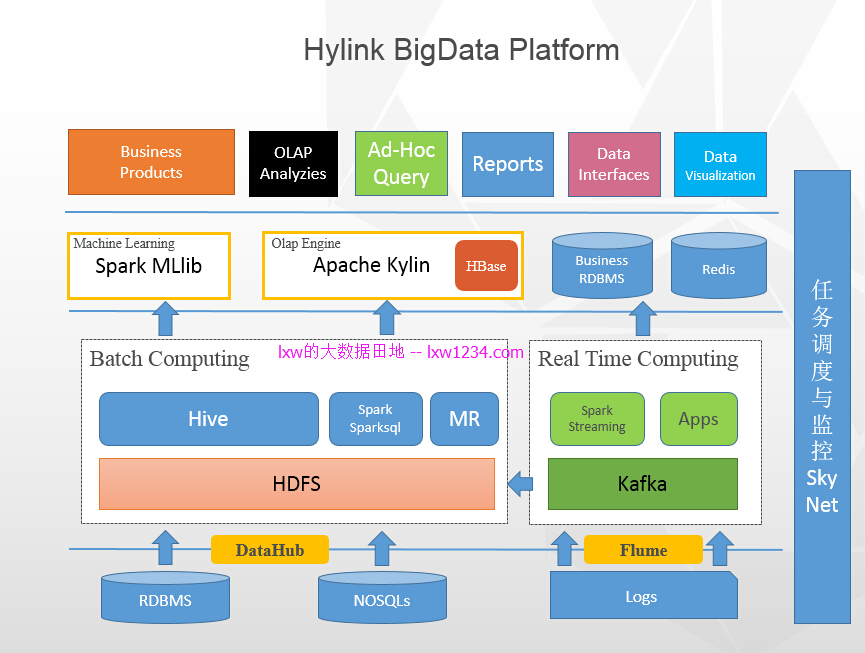 Hylink BigData Platform
Business
Products
OLAP
Analyzies
Ad-Hoc
Query
Reports
Data
Interfaces
Data
Visualization
Machine Learning
Spark MLlib
Olap Engine
Apache Kylin
HBase
Business
RDBMS
Redis
任务调度与监控
Sky
Net
lxw的大数据田地 -- lxw1234.com
Batch Computing
Hive
Spark
Sparksql
MR
HDFS
Real Time Computing
Spark
Streaming
Apps
Kafka
DataHub
Flume
RDBMS
NOSQLs
Logs